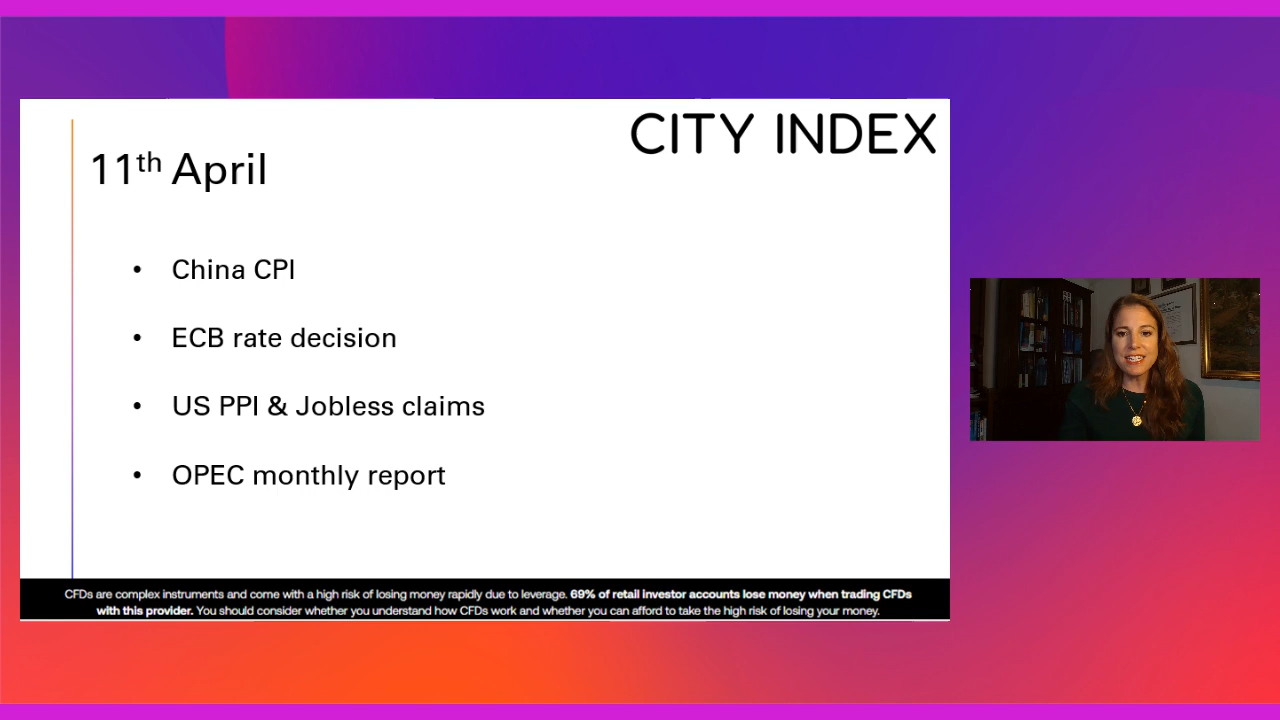 CITY INDEX
11th April
• China CPI
• ECB rate decision
• US PPI & Jobless claims
• OPEC monthly report
CFDs are complex instruments and come with a high risk of losing money rapidly due to leverage. 69% of retail investor accounts lose money when trading CFDs
with this provider. You should consider whether you understand how CFDs work and whether you can afford to take the high risk of losing your money.